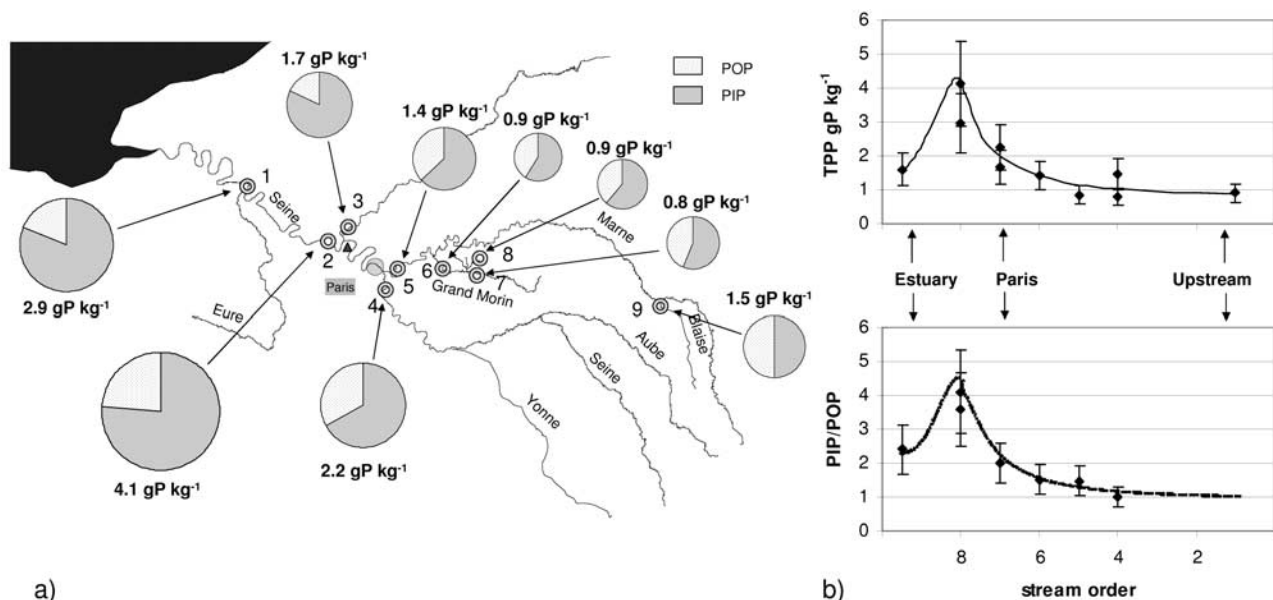 1.7 gP kg⁻¹
POP
PIP
1.4 gP kg⁻¹
0.9 gP kg⁻¹
0.9 gP kg⁻¹
0.8 gP kg⁻¹
1
Seine
3
2
Marne
8
5
6
7
Paris
4
Grand Morin
2.9 gP kg⁻¹
Eure
9
Blaise
1.5 gP kg⁻¹
Aube
Seine
Yonne
2.2 gP kg⁻¹
4.1 gP kg⁻¹
a)
TPP gP kg⁻¹
6
5
4
3
2
1
0
Estuary Paris Upstream
PIP/POP
6
5
4
3
2
1
0
8 6 4 2
stream order
b)